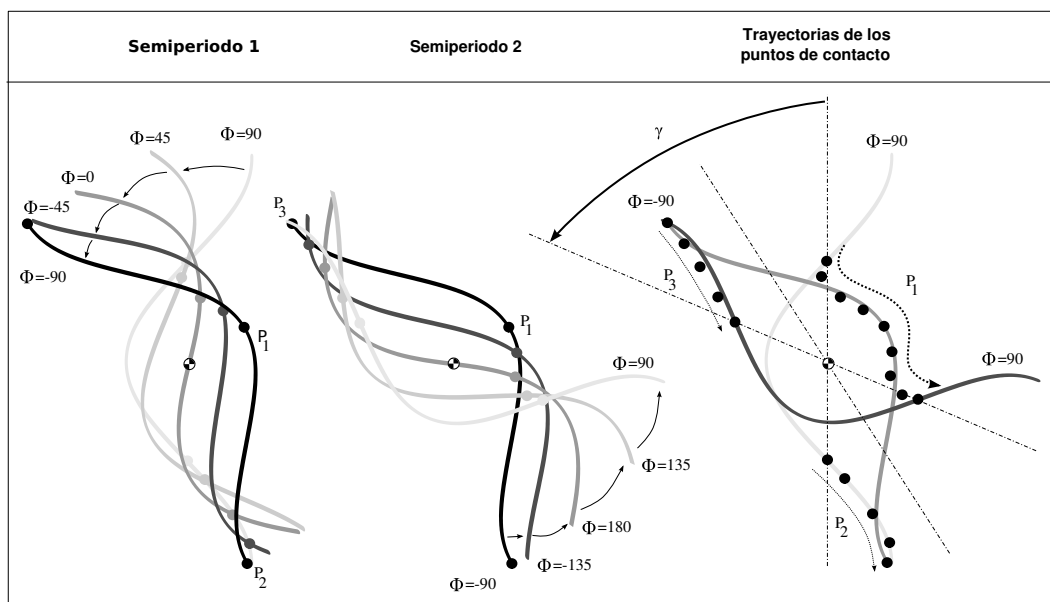 Semiperiodo 1
Semiperiodo 2
Trayectorias de los
puntos de contacto
Φ=45
Φ=90
Φ=0
Φ=-45
Φ=-90
P1
P2
P3
P1
Φ=90
Φ=135
Φ=180
Φ=-135
Φ=-90
γ
Φ=90
Φ=-90
P3
P1
Φ=90
P2